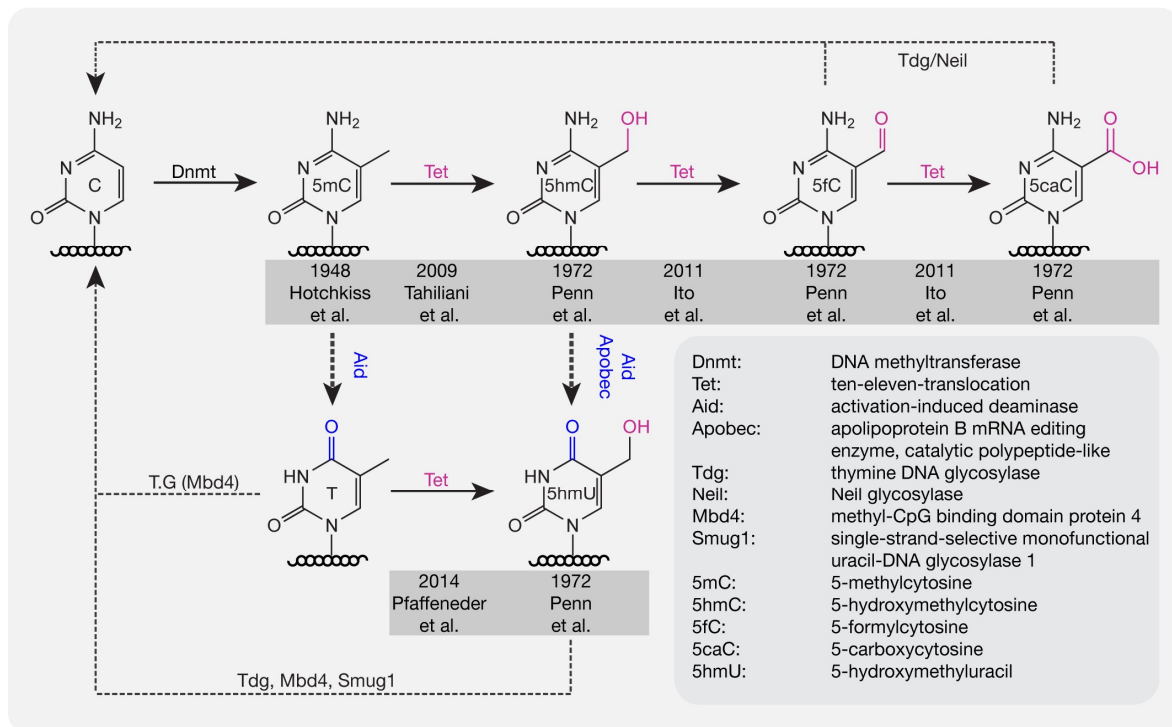 Tdg/Neil
NH2
NH2
NH2
OH
NH2
O
NH2
O
OH
N
C
N
O
Dnmt
N
5mC
N
O
Tet
N
5hmC
N
O
Tet
N
5fC
N
O
Tet
N
5caC
N
O
1948
Hotchkiss
et al.
2009
Tahiliani
et al.
1972
Penn
et al.
2011
Ito
et al.
1972
Penn
et al.
2011
Ito
et al.
1972
Penn
et al.
Aid
Aid
Apobec
O
HN
T
N
O
Tet
O
OH
HN
5hmU
N
O
T.G (Mbd4)
2014
Pfaffeneder
et al.
1972
Penn
et al.
Tdg, Mbd4, Smug1
Dnmt: DNA methyltransferase
Tet: ten-eleven-translocation
Aid: activation-induced deaminase
Apobec: apolipoprotein B mRNA editing
enzyme, catalytic polypeptide-like
Tdg: thymine DNA glycosylase
Neil: Neil glycosylase
Mbd4: methyl-CpG binding domain protein 4
Smug1: single-strand-selective monofunctional
uracil-DNA glycosylase 1
5mC: 5-methylcytosine
5hmC: 5-hydroxymethylcytosine
5fC: 5-formylcytosine
5caC: 5-carboxycytosine
5hmU: 5-hydroxymethyluracil